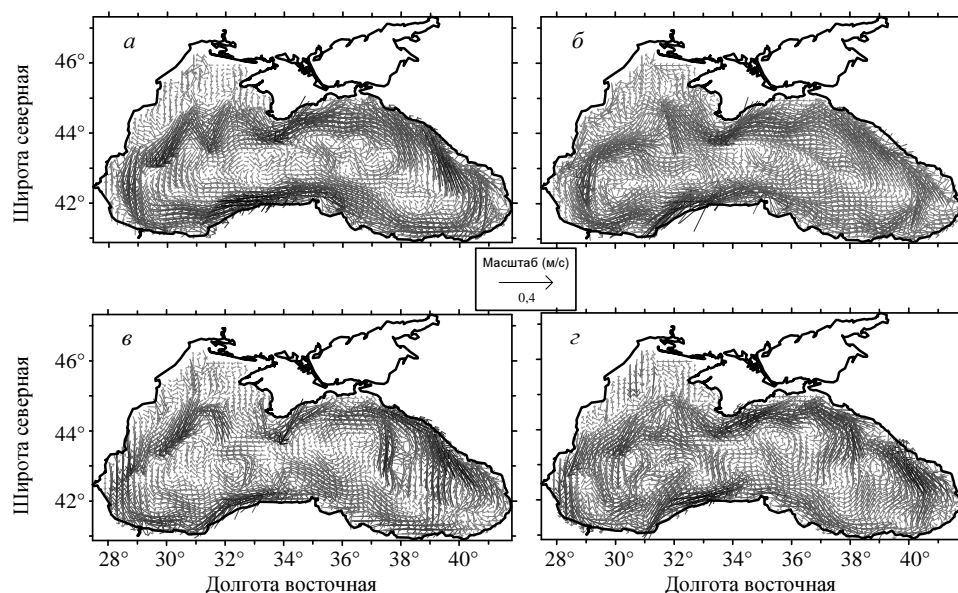 а
б
46°
44°
42°
Широта северная
Масштаб (м/с)
0,4
в
г
46°
44°
42°
Широта северная
28° 30° 32° 34° 36° 38° 40°
28° 30° 32° 34° 36° 38° 40°
Долгота восточная
Долгота восточная